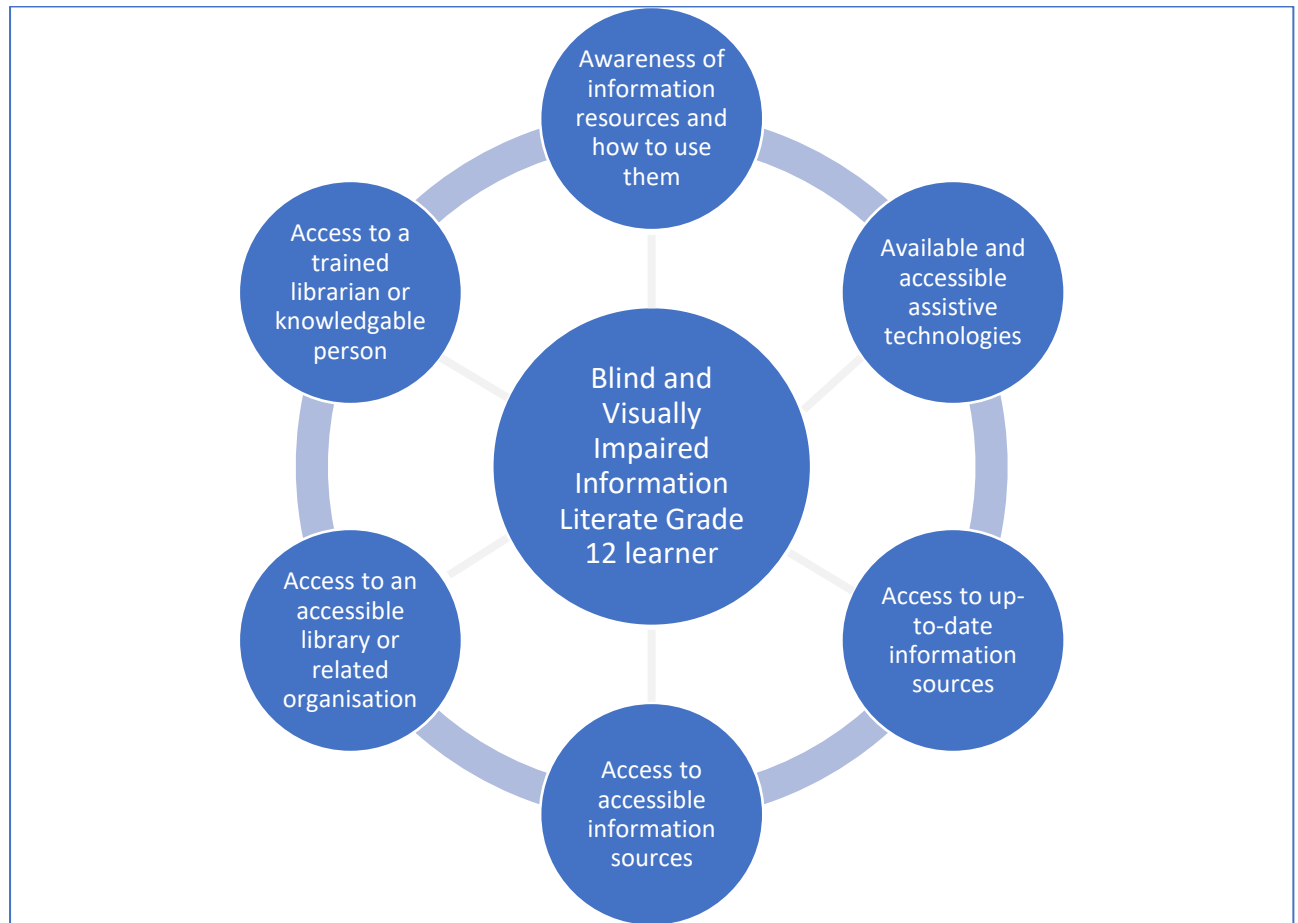 Awareness of
information
resources and
how to use
them
Available and
accessible
assistive
technologies
Access to up-
to-date
information
sources
Access to
accessible
information
sources
Access to an
accessible
library or
related
organisation
Access to a
trained
librarian or
knowledgable
person
Blind and
Visually
Impaired
Information
Literate Grade
12 learner